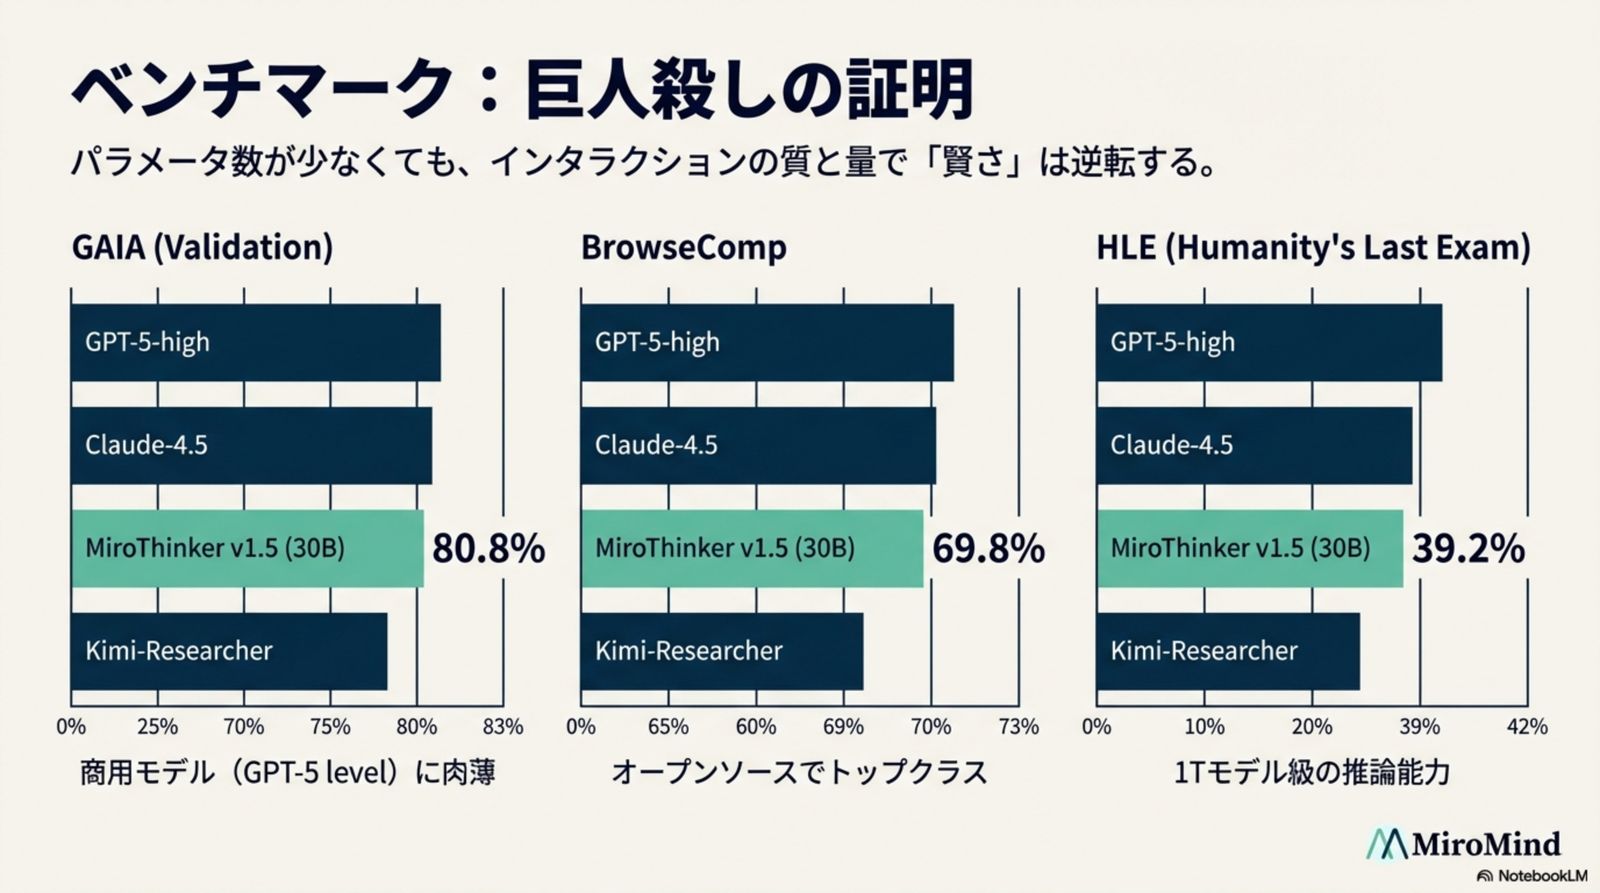 ベンチマーク：巨人殺しの証明
パラメータ数が少なくても、インタラクションの質と量で「賢さ」は逆転する。
GAIA (Validation)
GPT-5-high
Claude-4.5
MiroThinker v1.5 (30B) 80.8%
Kimi-Researcher
0% 25% 70% 75% 80% 83%
商用モデル（GPT-5 level）に肉薄
BrowseComp
GPT-5-high
Claude-4.5
MiroThinker v1.5 (30B) 69.8%
Kimi-Researcher
0% 65% 60% 69% 70% 73%
オープンソースでトップクラス
HLE (Humanity's Last Exam)
GPT-5-high
Claude-4.5
MiroThinker v1.5 (30B) 39.2%
Kimi-Researcher
0% 10% 20% 39% 42%
1Tモデル級の推論能力
MiroMind
NotebookLM